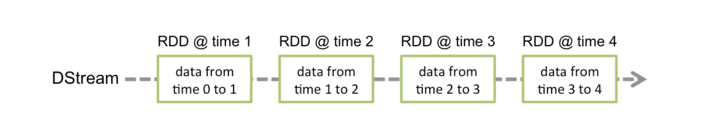 RDD @ time 1 RDD @ time 2 RDD @ time 3 RDD @ time 4
DStream
data from
time 0 to 1
data from
time 1 to 2
data from
time 2 to 3
data from
time 3 to 4